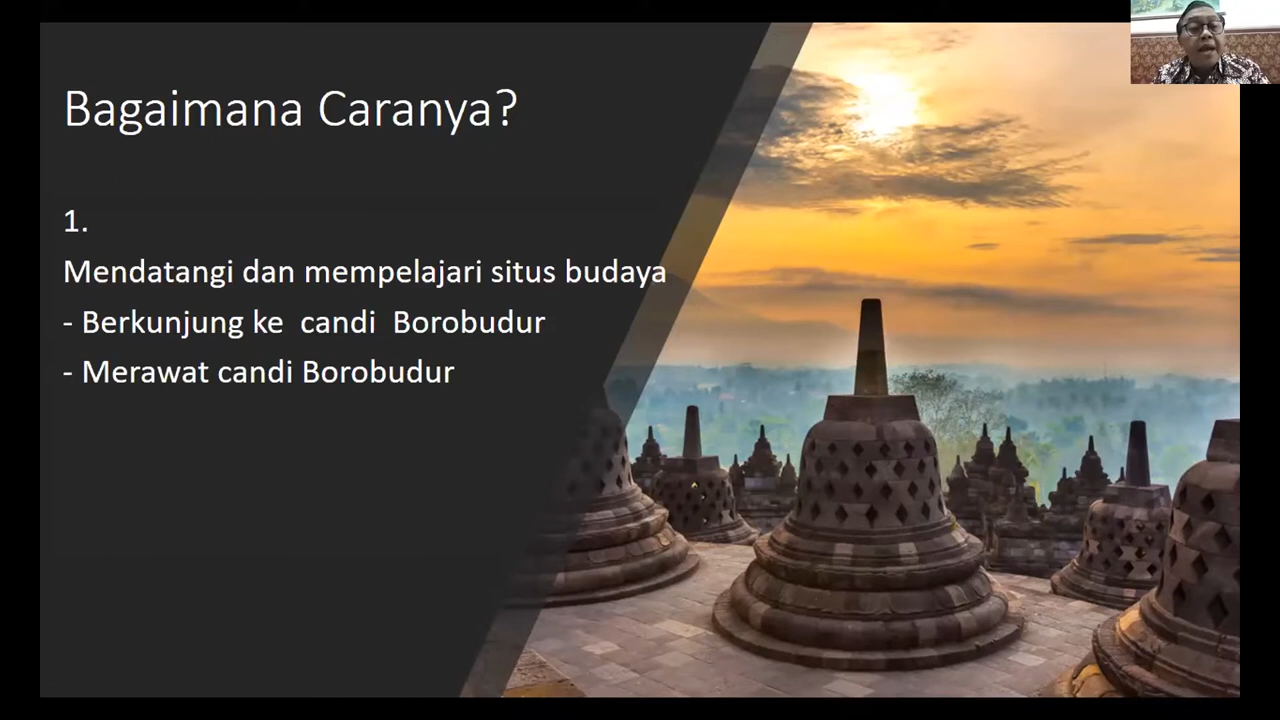 Bagaimana Caranya?
1.
Mendatangi dan mempelajari situs budaya
- Berkunjung ke candi Borobudur
- Merawat candi Borobudur